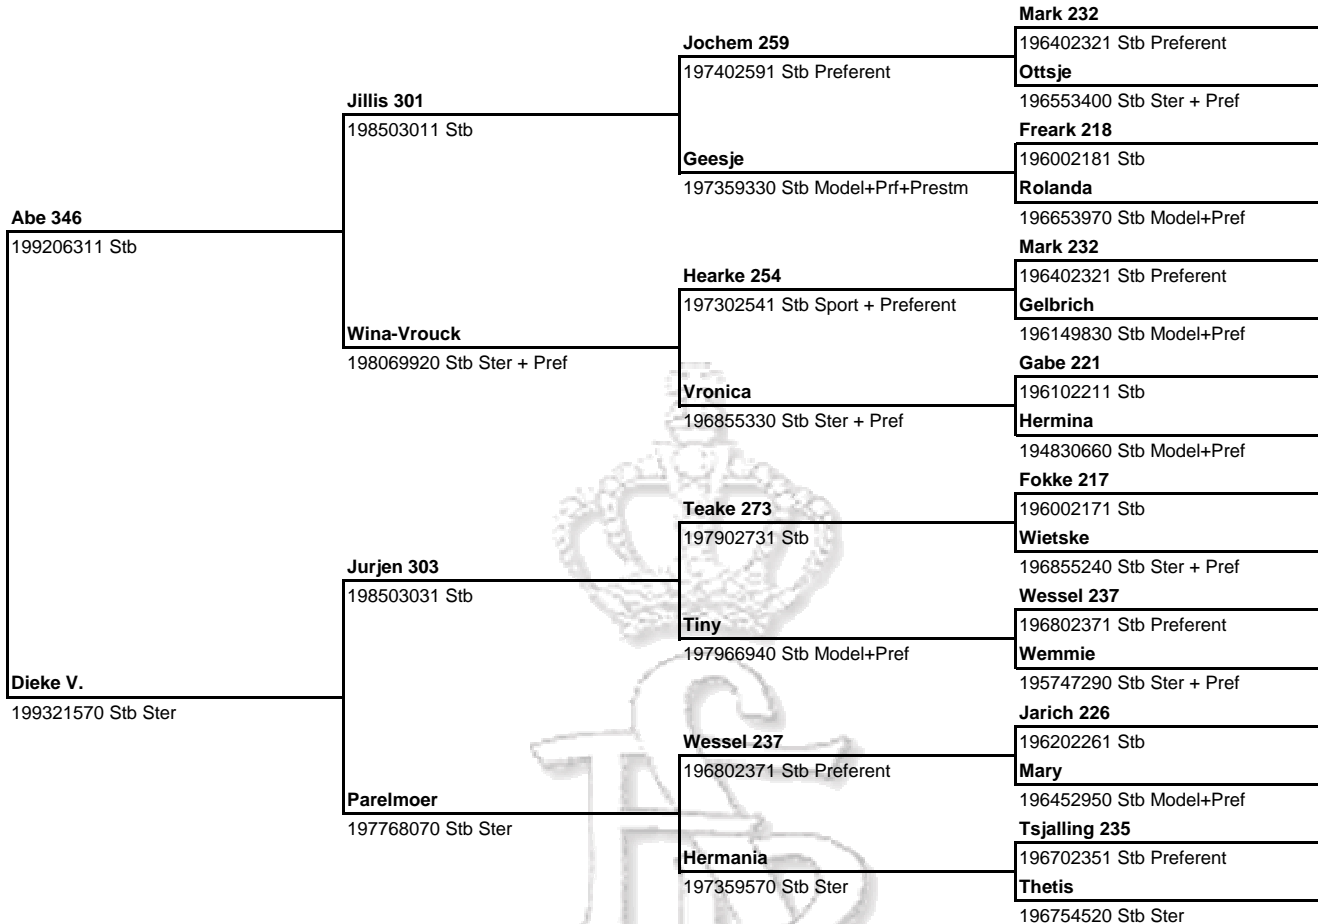 Mark 232
Jochem 259
196402321 Stb Preferent
197402591 Stb Preferent
Ottsje
Jillis 301
196553400 Stb Ster + Pref
198503011 Stb
Freark 218
Geesje
196002181 Stb
197359330 Stb Model+Prf+Prestm
Rolanda
Abe 346
196653970 Stb Model+Pref
199206311 Stb
Mark 232
Hearke 254
196402321 Stb Preferent
197302541 Stb Sport + Preferent
Gelbrich
Wina-Vrouck
196149830 Stb Model+Pref
198069920 Stb Ster + Pref
Gabe 221
Vronica
196102211 Stb
196855330 Stb Ster + Pref
Hermina
194830660 Stb Model+Pref
Fokke 217
Teake 273
196002171 Stb
197902731 Stb
Wietske
Jurjen 303
196855240 Stb Ster + Pref
198503031 Stb
Wessel 237
Tiny
196802371 Stb Preferent
197966940 Stb Model+Pref
Wemmie
Dieke V.
195747290 Stb Ster + Pref
199321570 Stb Ster
Jarich 226
Wessel 237
196202261 Stb
196802371 Stb Preferent
Mary
Parelmoer
196452950 Stb Model+Pref
197768070 Stb Ster
Tsjalling 235
Hermania
196702351 Stb Preferent
197359570 Stb Ster
Thetis
196754520 Stb Ster